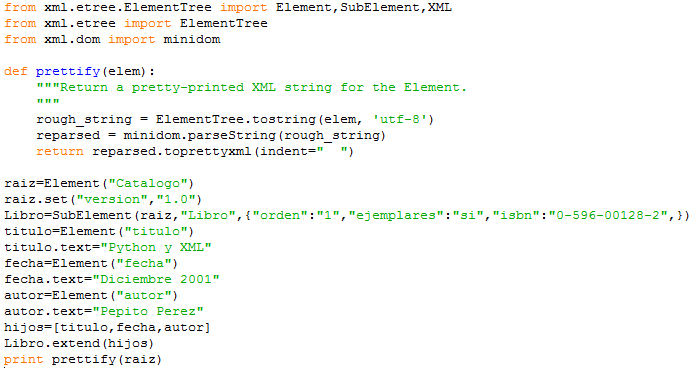 from xml.etree.ElementTree import Element,SubElement,XML
from xml.etree import ElementTree
from xml.dom import minidom
def prettify(elem):
    """Return a pretty-printed XML string for the Element.
    """
    rough_string = ElementTree.tostring(elem, 'utf-8')
    reparsed = minidom.parseString(rough_string)
    return reparsed.toprettyxml(indent="  ")
raiz=Element("Catalogo")
raiz.set("version","1.0")
Libro=SubElement(raiz,"Libro",{"orden":"1","ejemplares":"si","isbn":"0-596-00128-2",})
titulo=Element("titulo")
titulo.text="Python y XML"
fecha=Element("fecha")
fecha.text="Diciembre 2001"
autor=Element("autor")
autor.text="Pepito Perez"
hijos=[titulo,fecha,autor]
Libro.extend(hijos)
print prettify(raiz)